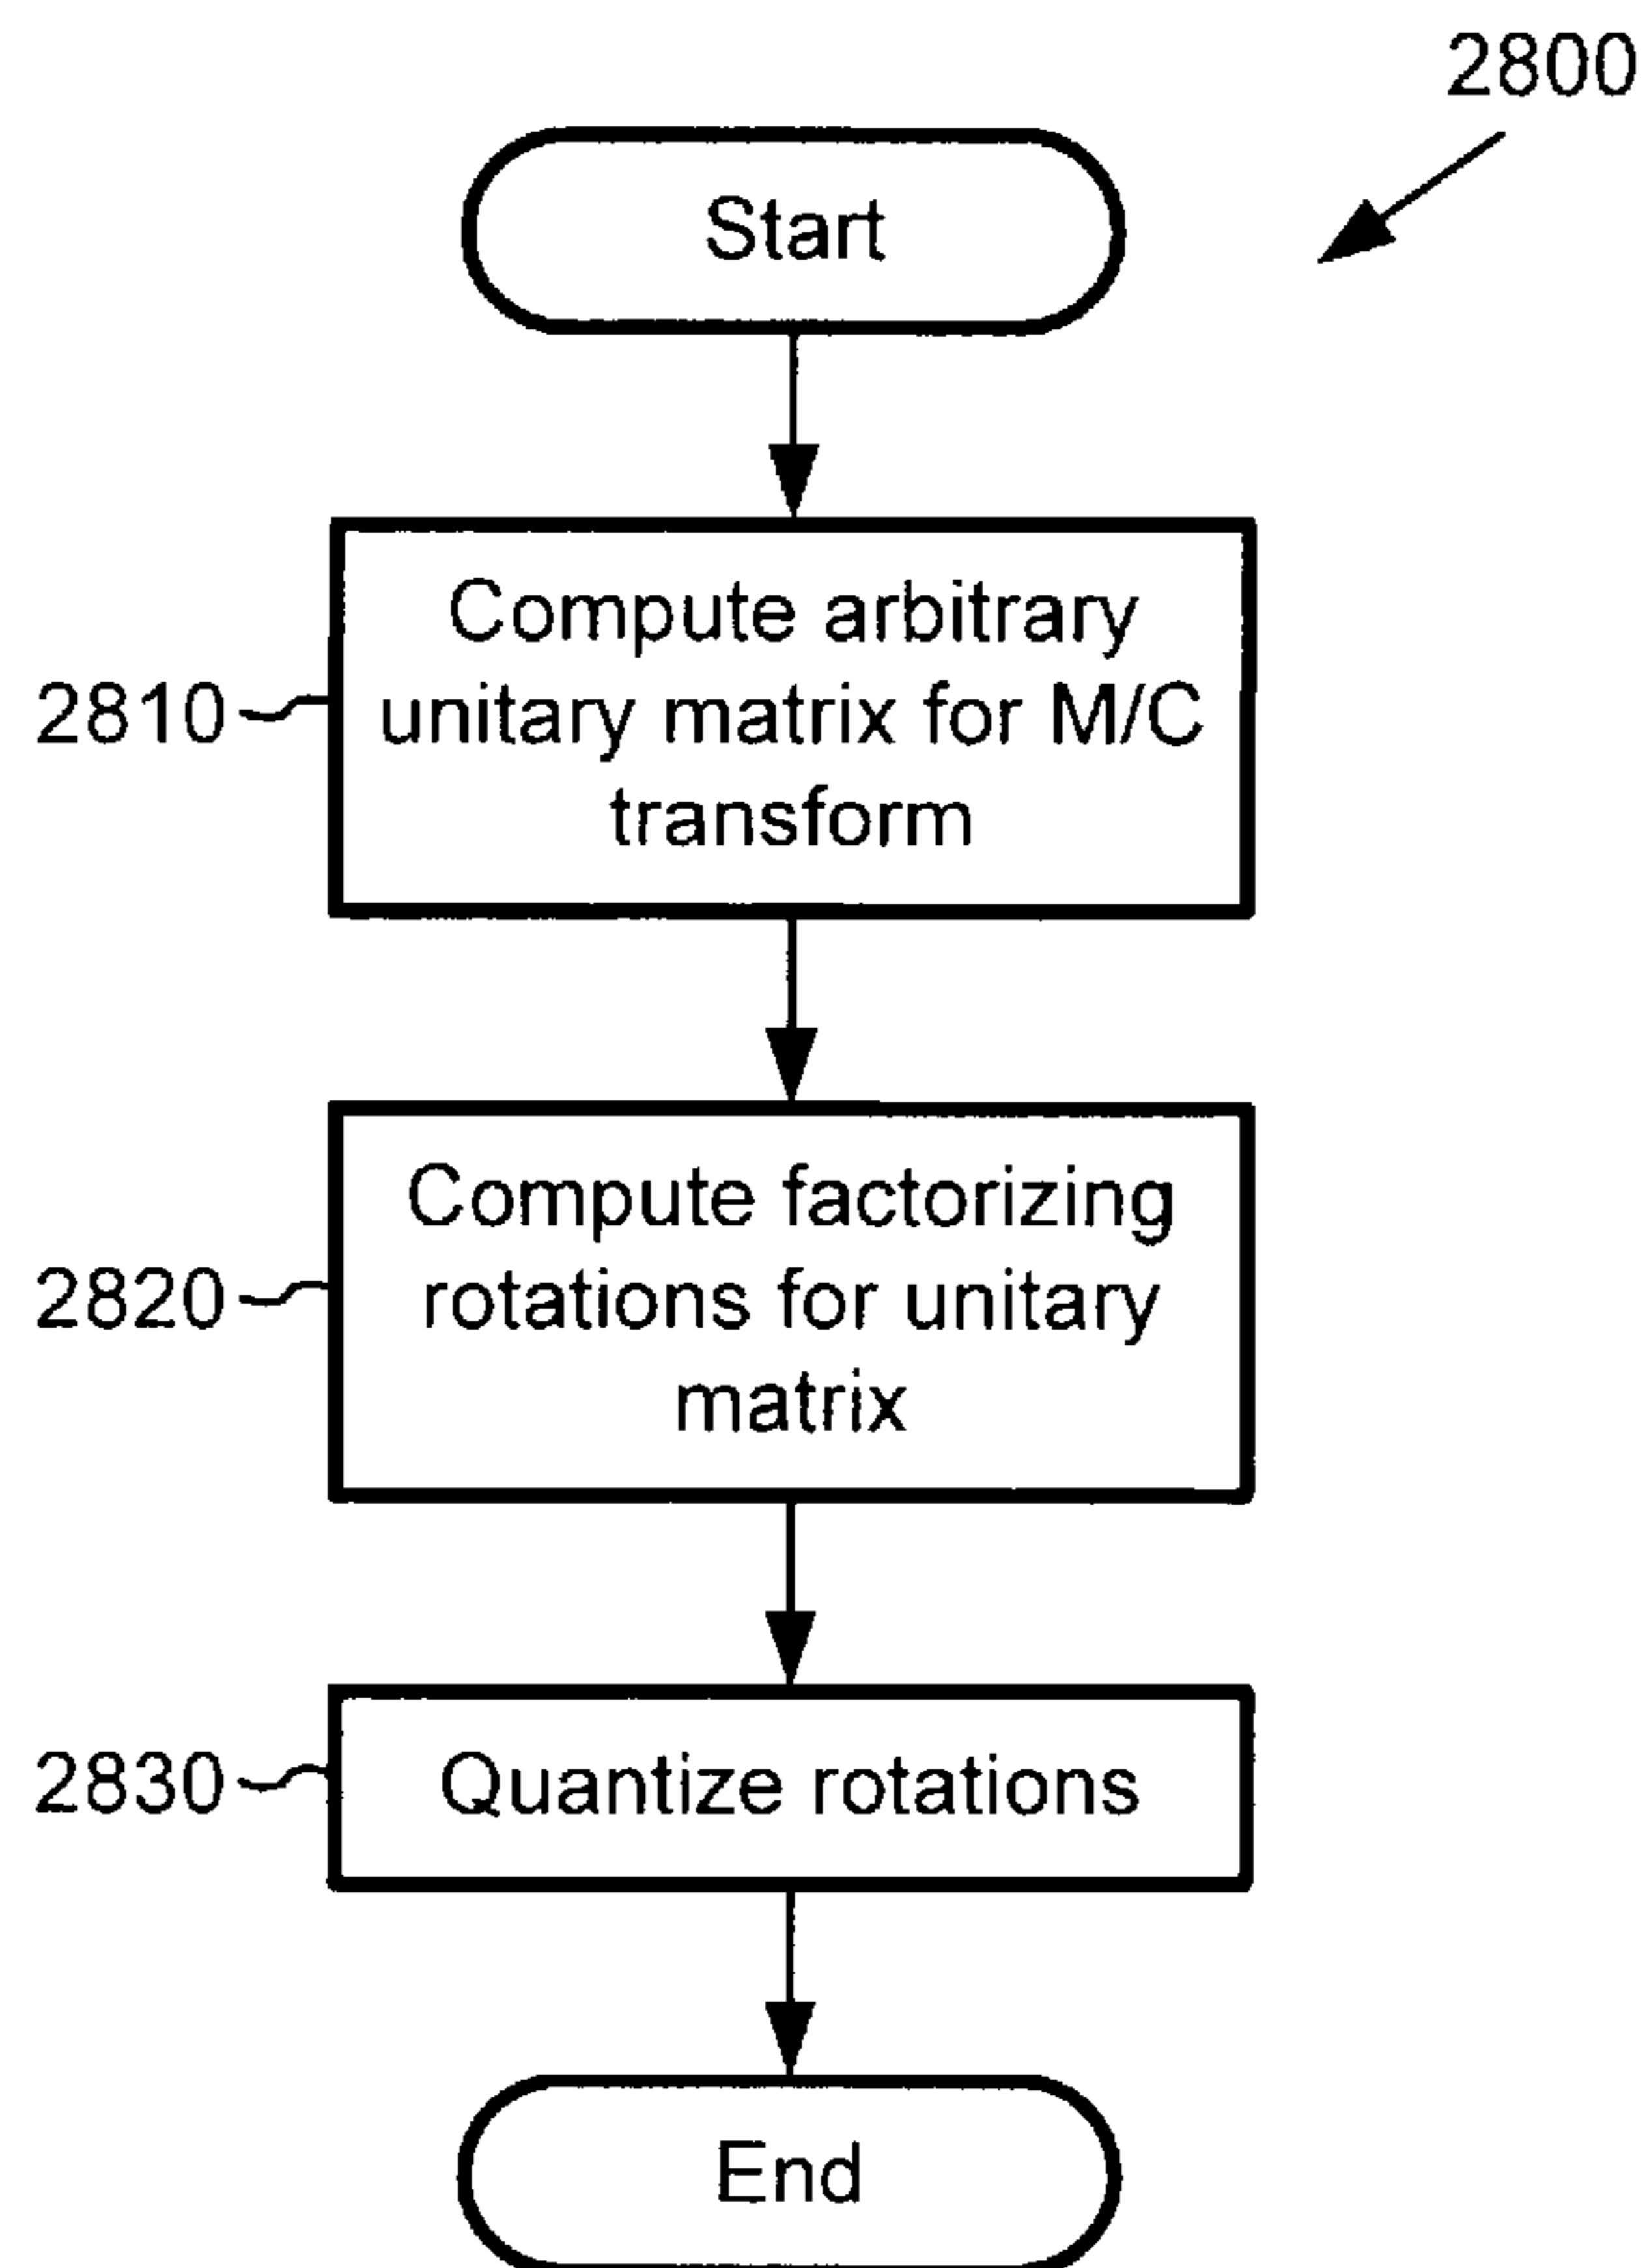 2800
Start
Compute arbitrary
unitary matrix for M/C
transform
2810
Compute factorizing
rotations for unitary
matrix
2820
Quantize rotations
2830
End